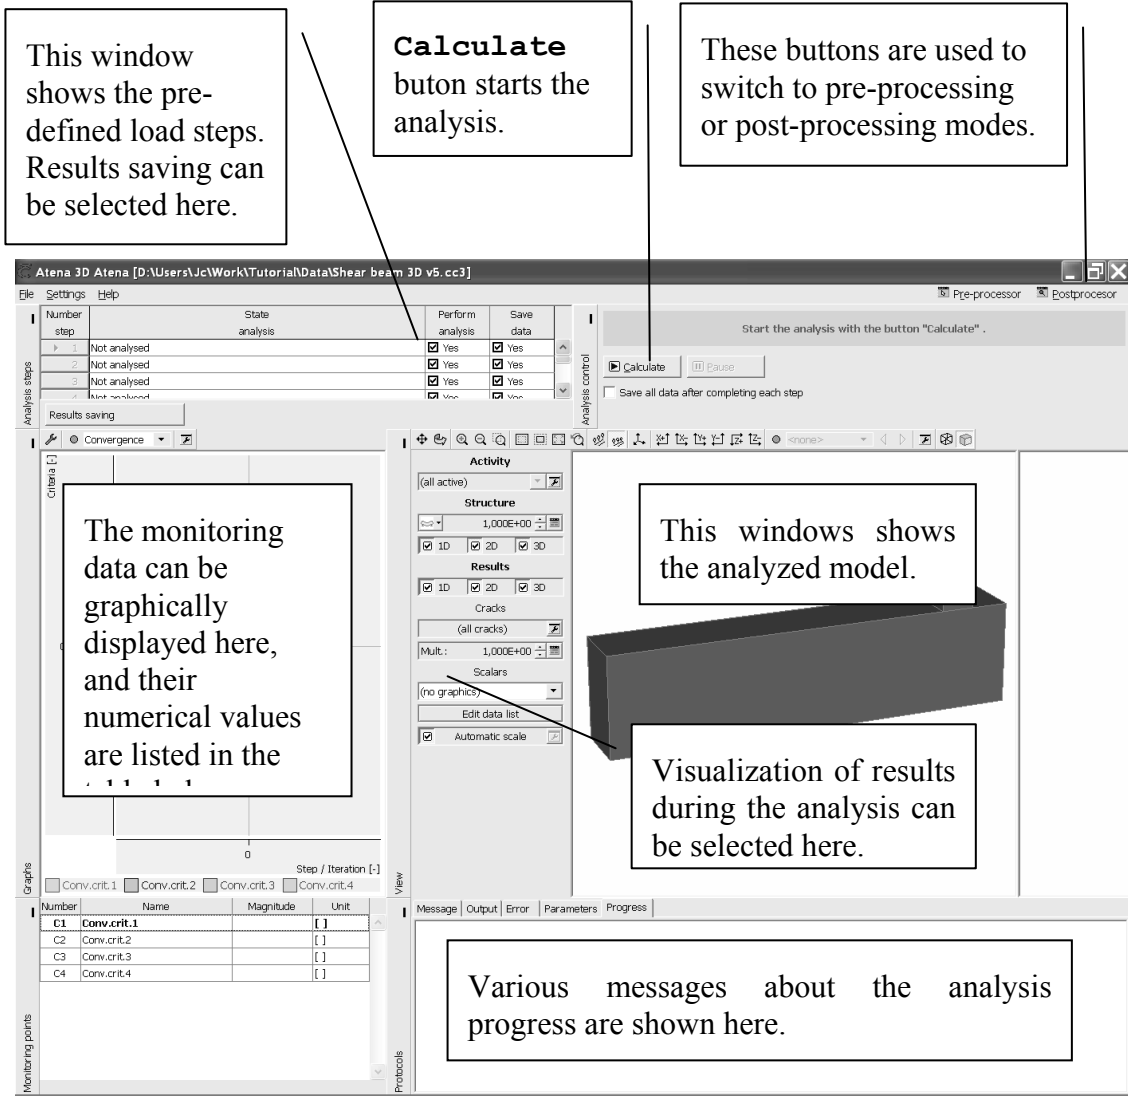 This window
shows the pre-
defined load steps.
Results saving can
be selected here.
Calculate
buton starts the
analysis.
These buttons are used to
switch to pre-processing
or post-processing modes.
Atena 3D Atena [D:\Users\Jc\Work\Tutorial\Data\Shear beam 3D v5.cc3]
File Settings Help
Pre-processor Postprocesor
Analysis steps
Number step State analysis Perform analysis Save data
1 Not analysed Yes Yes
2 Not analysed Yes Yes
3 Not analysed Yes Yes
4 Not analysed Yes Yes
Results saving
Analysis control
Start the analysis with the button "Calculate" .
Calculate Pause
Save all data after completing each step
Convergence
<none>
Graphs
Criteria [-]
The monitoring
data can be
graphically
displayed here,
and their
numerical values
are listed in the
0
Step / Iteration [-]
Conv.crit.1 Conv.crit.2 Conv.crit.3 Conv.crit.4
View
Activity
(all active)
Structure
1,000E+00
1D 2D 3D
Results
1D 2D 3D
Cracks
(all cracks)
Mult.: 1,000E+00
Scalars
(no graphics)
Edit data list
Automatic scale
This windows shows
the analyzed model.
Visualization of results
during the analysis can
be selected here.
Monitoring points
Number Name Magnitude Unit
C1 Conv.crit.1 [ ]
C2 Conv.crit.2 [ ]
C3 Conv.crit.3 [ ]
C4 Conv.crit.4 [ ]
Protocols
Message Output Error Parameters Progress
Various messages about the analysis
progress are shown here.